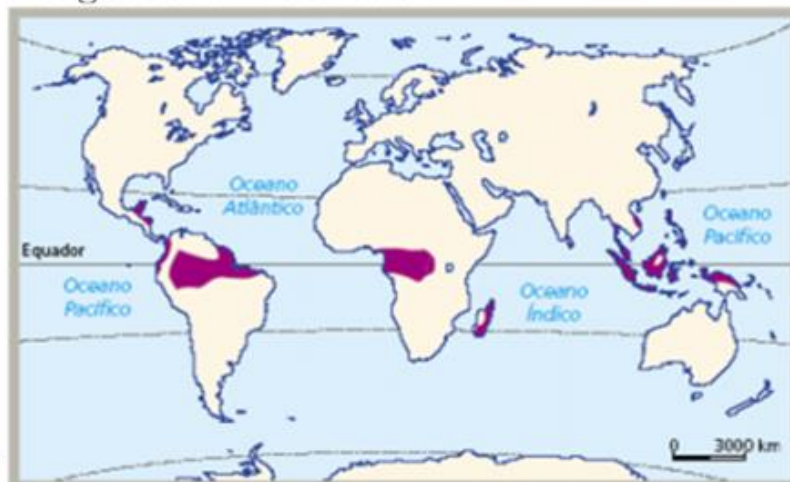 Oceano
Atlântico
Oceano
Pacífico
Equador
Oceano
Pacífico
Oceano
Índico
0 3000 km